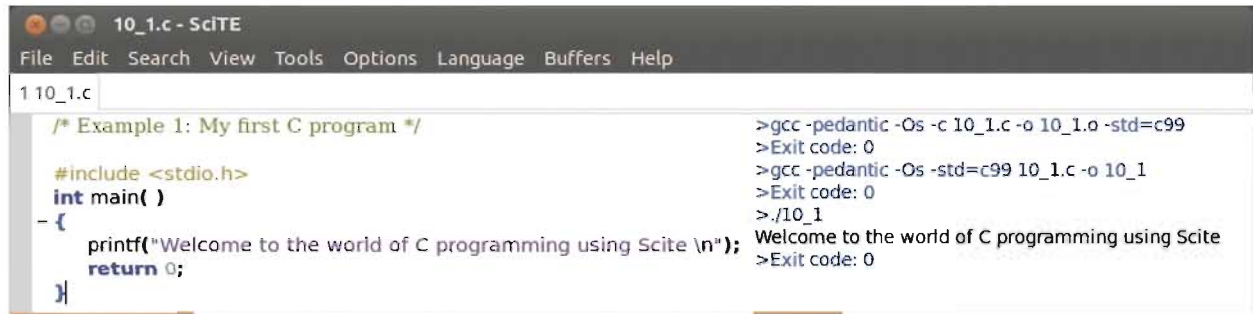 10_1.c - SciTE
File Edit Search View Tools Options Language Buffers Help
1 10_1.c
/* Example 1: My first C program */
#include <stdio.h>
int main( )
{
printf("Welcome to the world of C programming using Scite \n");
return 0;
}
>gcc -pedantic -Os -c 10_1.c -o 10_1.o -std=c99
>Exit code: 0
>gcc -pedantic -Os -std=c99 10_1.c -o 10_1
>Exit code: 0
>./10_1
Welcome to the world of C programming using Scite
>Exit code: 0